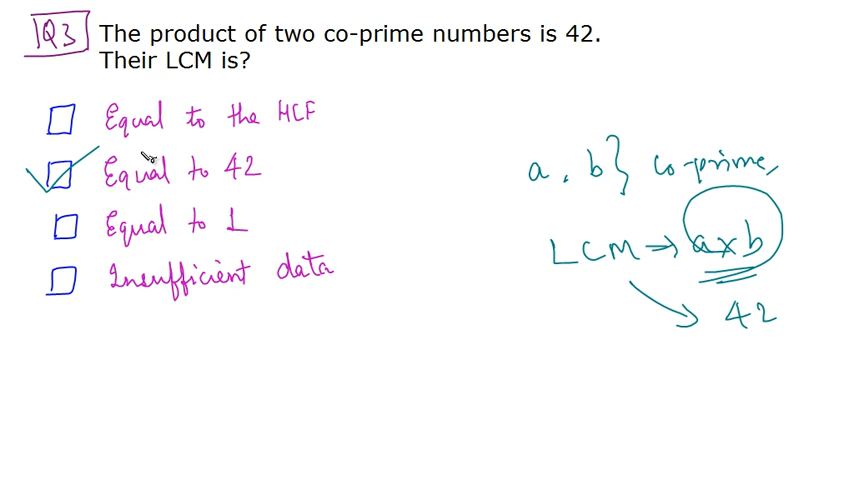 Q3 The product of two co-prime numbers is 42.
Their LCM is?
Equal to the HCF
Equal to 42
Equal to 1
Insufficient data
a, b} co-prime,
LCM → a×b
→ 42